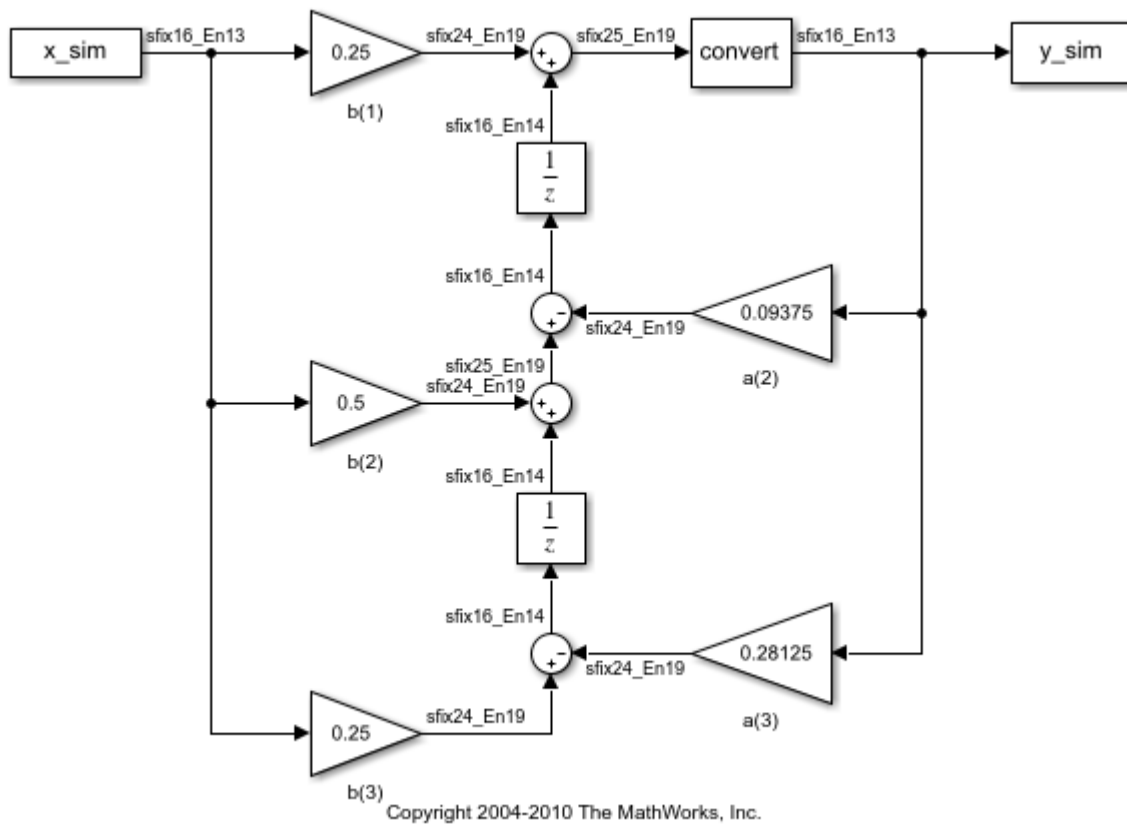 x_sim
sfix16_En13
0.25
b(1)
sfix24_En19
++
sfix25_En19
convert
sfix16_En13
y_sim
sfix16_En14
1
z
sfix16_En14
+-
sfix24_En19
0.09375
a(2)
sfix25_En19
0.5
b(2)
sfix24_En19
++
sfix16_En14
1
z
sfix16_En14
+-
sfix24_En19
0.28125
a(3)
0.25
b(3)
sfix24_En19
Copyright 2004-2010 The MathWorks, Inc.